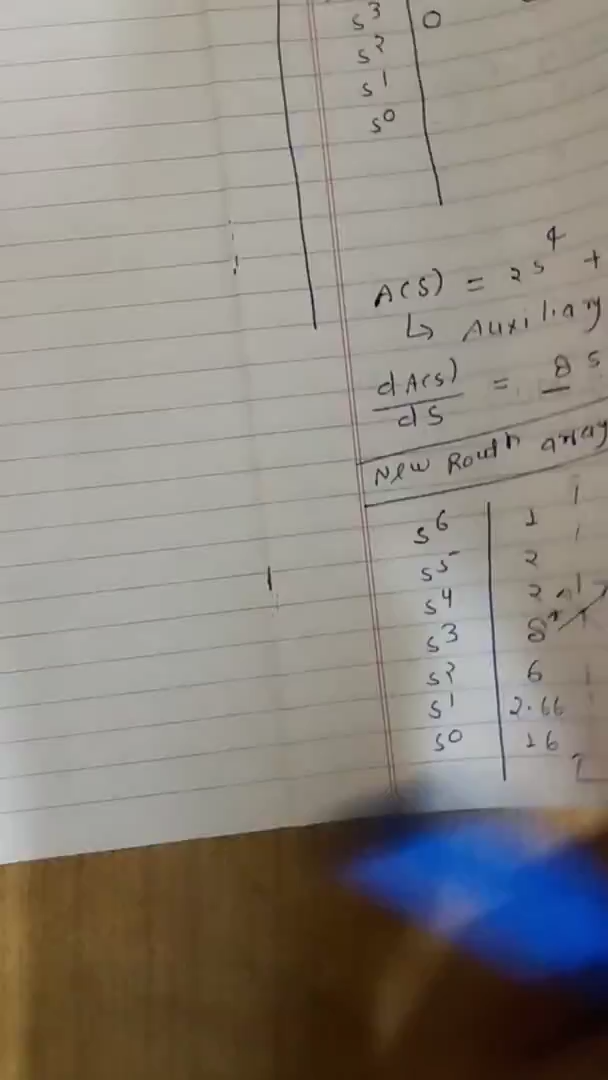 s³ 0
s²
s¹
s⁰
A(s) = 2s⁴ +
↳ Auxiliary
dA(s)/ds = 8 s
New Routh array
s⁶ 1
s⁵ 2
s⁴ 2
s³ 8
s² 6
s¹ 2.66
s⁰ 16